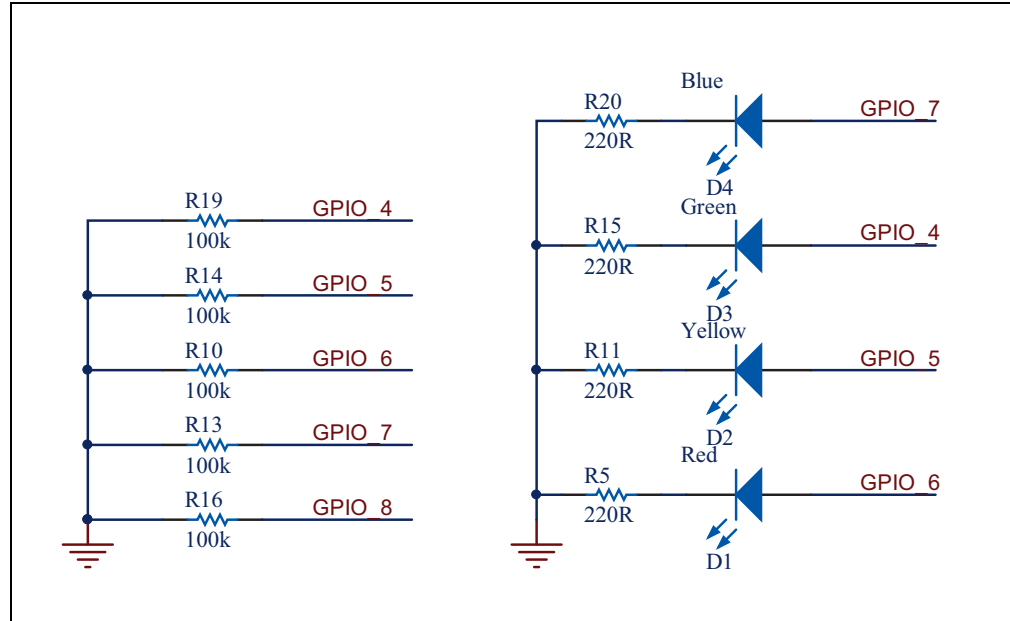 R19
GPIO_4
100k
R14
GPIO_5
100k
R10
GPIO_6
100k
R13
GPIO_7
100k
R16
GPIO_8
100k
Blue
R20
GPIO_7
220R
D4
Green
R15
GPIO_4
220R
D3
Yellow
R11
GPIO_5
220R
D2
Red
R5
GPIO_6
220R
D1